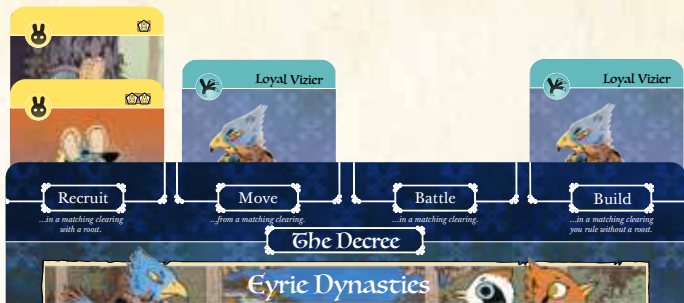 Loyal Vizier
Loyal Vizier
Recruit
Move
Battle
Build
...in a matching clearing
with a roost.
...from a matching clearing.
...in a matching clearing.
...in a matching clearing
you rule without a roost.
The Decree
Eyrie Dynasties